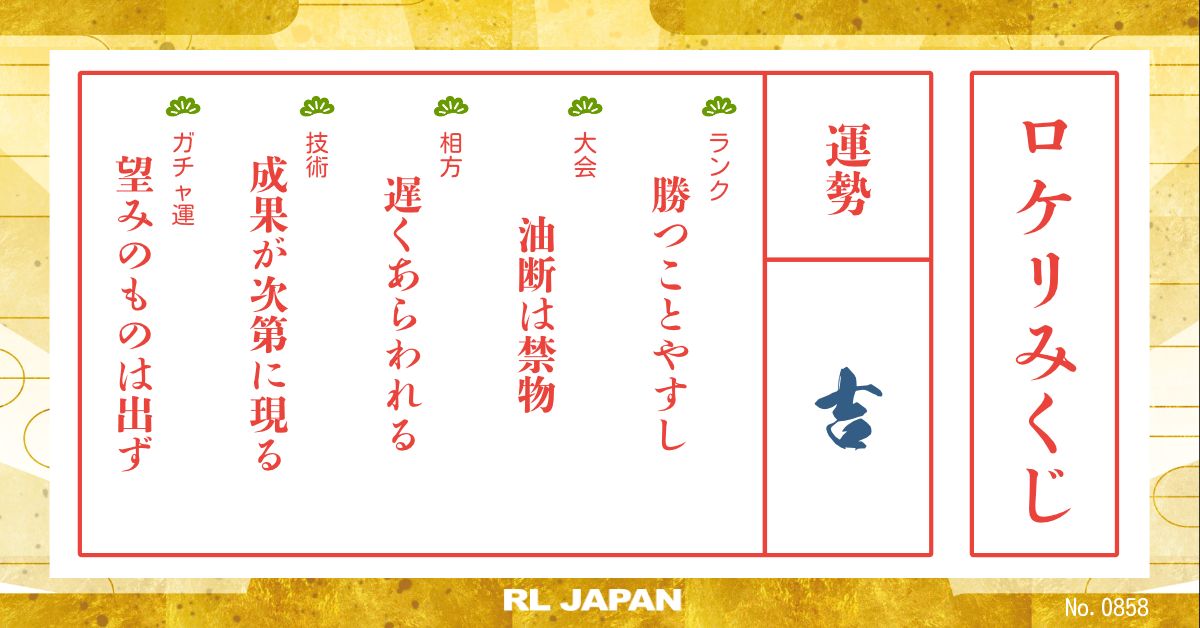 ロケリみくじ
運勢
吉
ランク
勝つことやすし
大会
油断は禁物
相方
遅くあらわれる
技術
成果が次第に現る
ガチャ運
望みのものは出ず
RL JAPAN
No. 0858